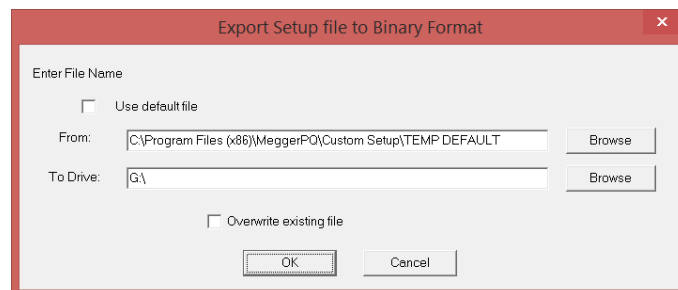 Export Setup file to Binary Format
Enter File Name
Use default file
From: C:\Program Files (x86)\MeggerPQ\Custom Setup\TEMP DEFAULT Browse
To Drive: G:\ Browse
Overwrite existing file
OK Cancel